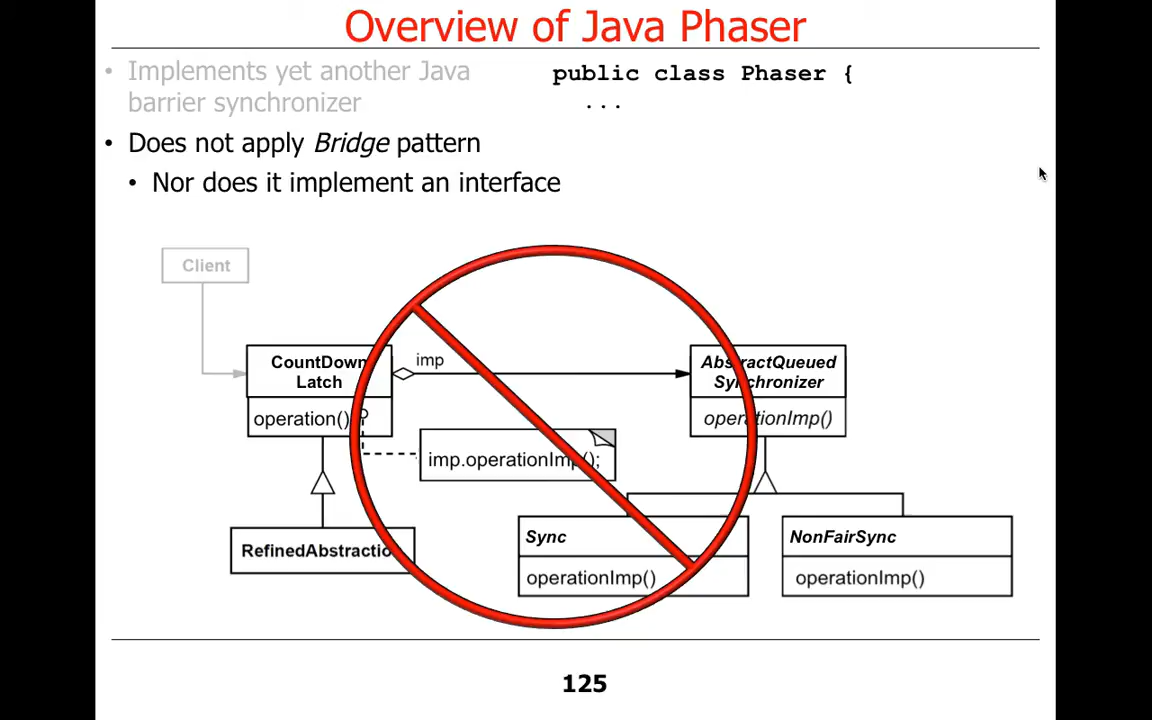 Overview of Java Phaser
• Implements yet another Java
barrier synchronizer
public class Phaser {
...
• Does not apply Bridge pattern
• Nor does it implement an interface
Client
CountDown
Latch
operation()
imp
AbstractQueued
Synchronizer
operationImp()
imp.operationImp();
RefinedAbstraction
Sync
operationImp()
NonFairSync
operationImp()
125